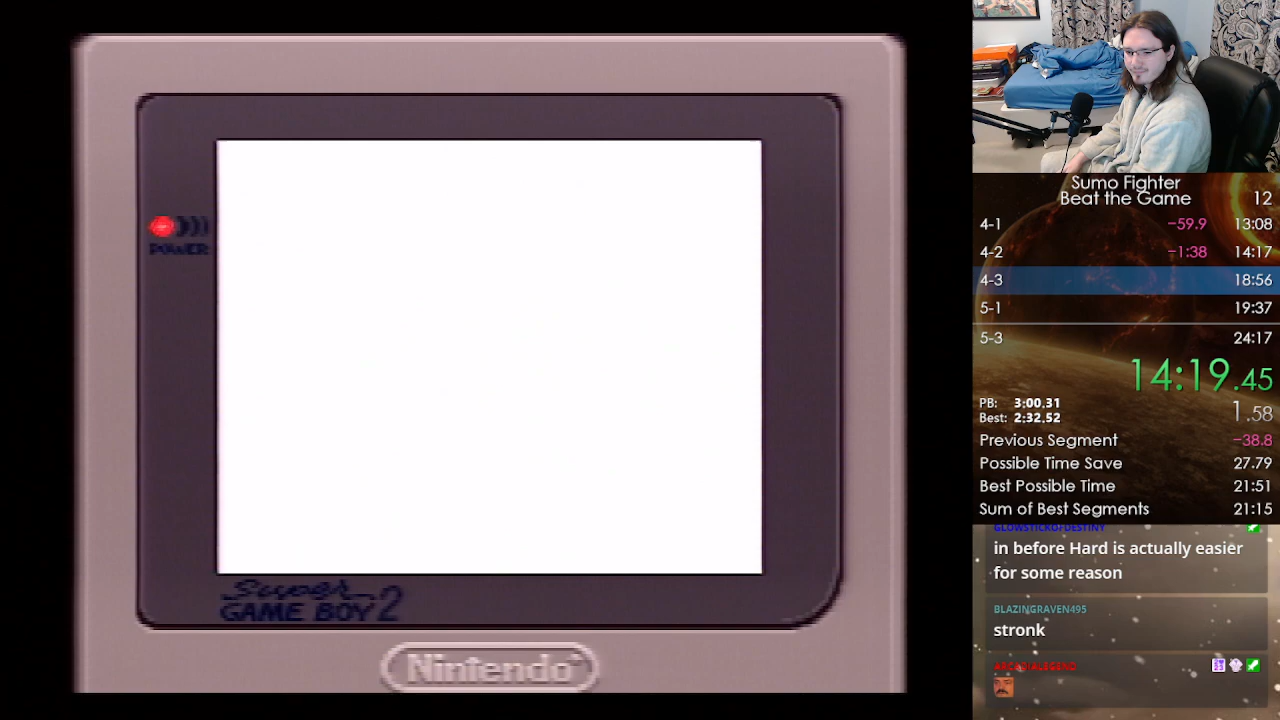 POWER
Super
GAME BOY 2
Nintendo
Sumo Fighter
Beat the Game 12
4-1 −59.9 13:08
4-2 −1:38 14:17
4-3 18:56
5-1 19:37
5-3 24:17
14:19.45
PB: 3:00.31
Best: 2:32.52
1.58
Previous Segment −38.8
Possible Time Save 27.79
Best Possible Time 21:51
Sum of Best Segments 21:15
GLOWSTICKOFDESTINY
in before Hard is actually easier
for some reason
BLAZINGRAVEN495
stronk
ARCADIALEGEND